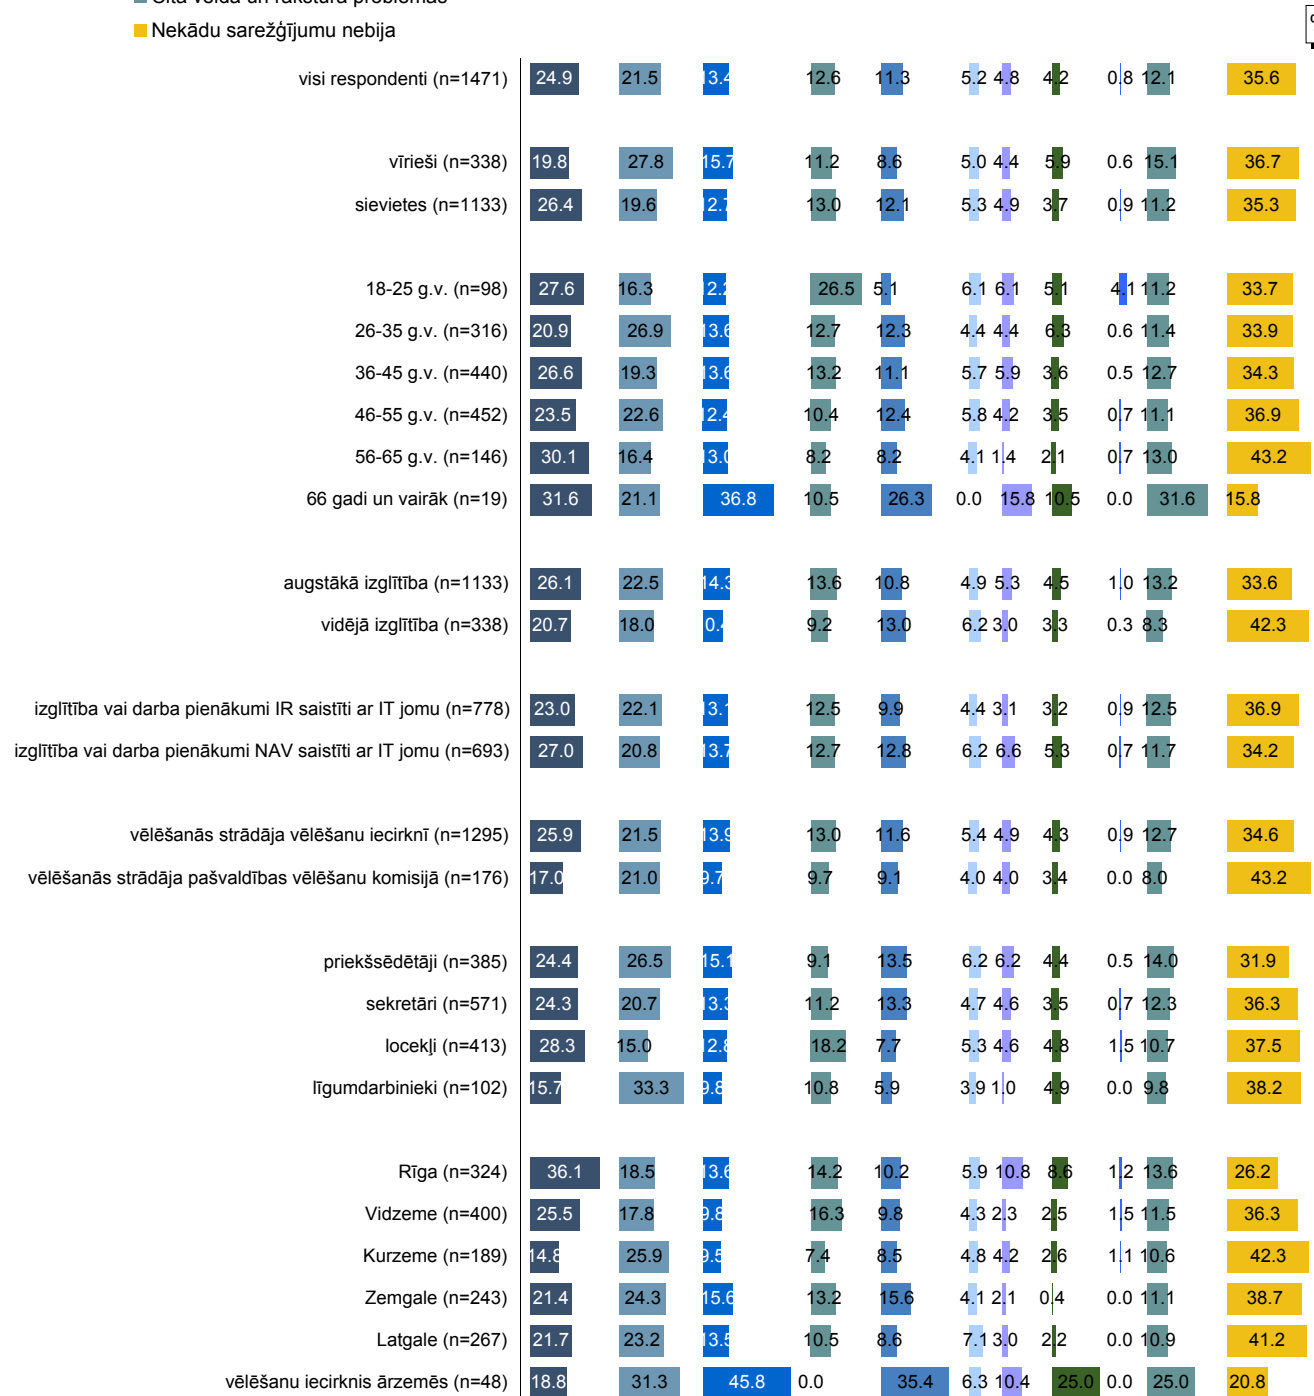 Cita veida un rakstura problēmas
Nekādu sarežģījumu nebija
visi respondenti (n=1471) 24.9 21.5 13.4 12.6 11.3 5.2 4.8 4.2 0.8 12.1 35.6
vīrieši (n=338) 19.8 27.8 15.7 11.2 8.6 5.0 4.4 5.9 0.6 15.1 36.7
sievietes (n=1133) 26.4 19.6 12.7 13.0 12.1 5.3 4.9 3.7 0.9 11.2 35.3
18-25 g.v. (n=98) 27.6 16.3 12.2 26.5 5.1 6.1 6.1 5.1 4.1 11.2 33.7
26-35 g.v. (n=316) 20.9 26.9 13.6 12.7 12.3 4.4 4.4 6.3 0.6 11.4 33.9
36-45 g.v. (n=440) 26.6 19.3 13.6 13.2 11.1 5.7 5.9 3.6 0.5 12.7 34.3
46-55 g.v. (n=452) 23.5 22.6 12.4 10.4 12.4 5.8 4.2 3.5 0.7 11.1 36.9
56-65 g.v. (n=146) 30.1 16.4 13.0 8.2 8.2 4.1 1.4 2.1 0.7 13.0 43.2
66 gadi un vairāk (n=19) 31.6 21.1 36.8 10.5 26.3 0.0 15.8 10.5 0.0 31.6 15.8
augstākā izglītība (n=1133) 26.1 22.5 14.3 13.6 10.8 4.9 5.3 4.5 1.0 13.2 33.6
vidējā izglītība (n=338) 20.7 18.0 10.4 9.2 13.0 6.2 3.0 3.3 0.3 8.3 42.3
izglītība vai darba pienākumi IR saistīti ar IT jomu (n=778) 23.0 22.1 13.1 12.5 9.9 4.4 3.1 3.2 0.9 12.5 36.9
izglītība vai darba pienākumi NAV saistīti ar IT jomu (n=693) 27.0 20.8 13.7 12.7 12.8 6.2 6.6 5.3 0.7 11.7 34.2
vēlēšanās strādāja vēlēšanu iecirknī (n=1295) 25.9 21.5 13.9 13.0 11.6 5.4 4.9 4.3 0.9 12.7 34.6
vēlēšanās strādāja pašvaldības vēlēšanu komisijā (n=176) 17.0 21.0 9.7 9.7 9.1 4.0 4.0 3.4 0.0 8.0 43.2
priekšsēdētāji (n=385) 24.4 26.5 15.1 9.1 13.5 6.2 6.2 4.4 0.5 14.0 31.9
sekretāri (n=571) 24.3 20.7 13.3 11.2 13.3 4.7 4.6 3.5 0.7 12.3 36.3
locekļi (n=413) 28.3 15.0 12.8 18.2 7.7 5.3 4.6 4.8 1.5 10.7 37.5
līgumdarbinieki (n=102) 15.7 33.3 9.8 10.8 5.9 3.9 1.0 4.9 0.0 9.8 38.2
Rīga (n=324) 36.1 18.5 13.6 14.2 10.2 5.9 10.8 8.6 1.2 13.6 26.2
Vidzeme (n=400) 25.5 17.8 9.8 16.3 9.8 4.3 2.3 2.5 1.5 11.5 36.3
Kurzeme (n=189) 14.8 25.9 9.5 7.4 8.5 4.8 4.2 2.6 1.1 10.6 42.3
Zemgale (n=243) 21.4 24.3 15.6 13.2 15.6 4.1 2.1 0.4 0.0 11.1 38.7
Latgale (n=267) 21.7 23.2 13.5 10.5 8.6 7.1 3.0 2.2 0.0 10.9 41.2
vēlēšanu iecirknis ārzemēs (n=48) 18.8 31.3 45.8 0.0 35.4 6.3 10.4 25.0 0.0 25.0 20.8